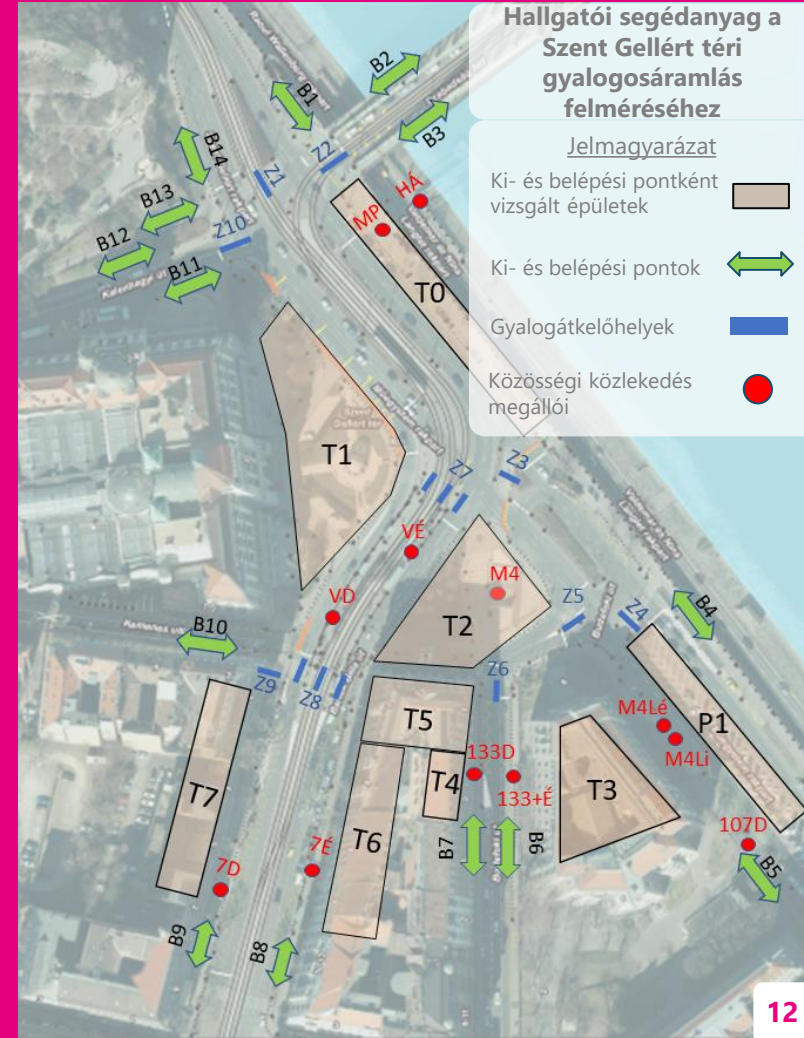 Hallgatói segédanyag a
Szent Gellért téri
gyalogosáramlás
felméréséhez
Jelmagyarázat
Ki- és belépési pontként
vizsgált épületek
Ki- és belépési pontok
Gyalogátkelőhelyek
Közösségi közlekedés
megállói
B1
B2
B3
B14
B13
B12
B11
Z1
Z2
Z10
MP
HÁ
T0
T1
Z7
Z3
VÉ
M4
VD
T2
Z5
Z4
B4
B10
Z9
Z8
Z6
T5
M4Lé
M4Li
P1
T7
133D
T4
133+É
T3
T6
107D
7D
7É
B7
B6
B5
B9
B8
12